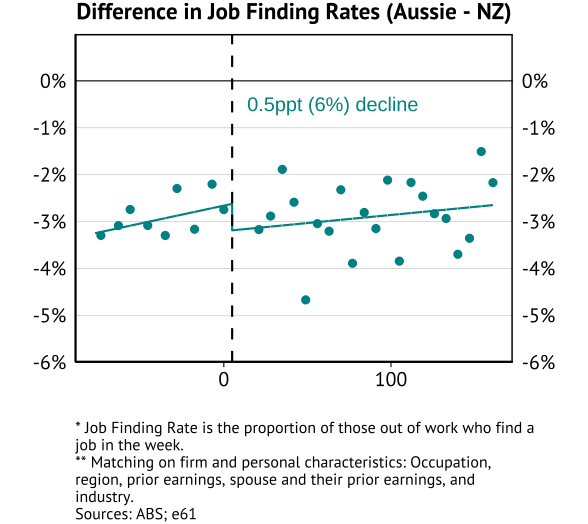 Difference in Job Finding Rates (Aussie - NZ)
0% 0%
0.5ppt (6%) decline
-1% -1%
-2% -2%
-3% -3%
-4% -4%
-5% -5%
-6% -6%
0 100
* Job Finding Rate is the proportion of those out of work who find a
job in the week.
** Matching on firm and personal characteristics: Occupation,
region, prior earnings, spouse and their prior earnings, and
industry.
Sources: ABS; e61